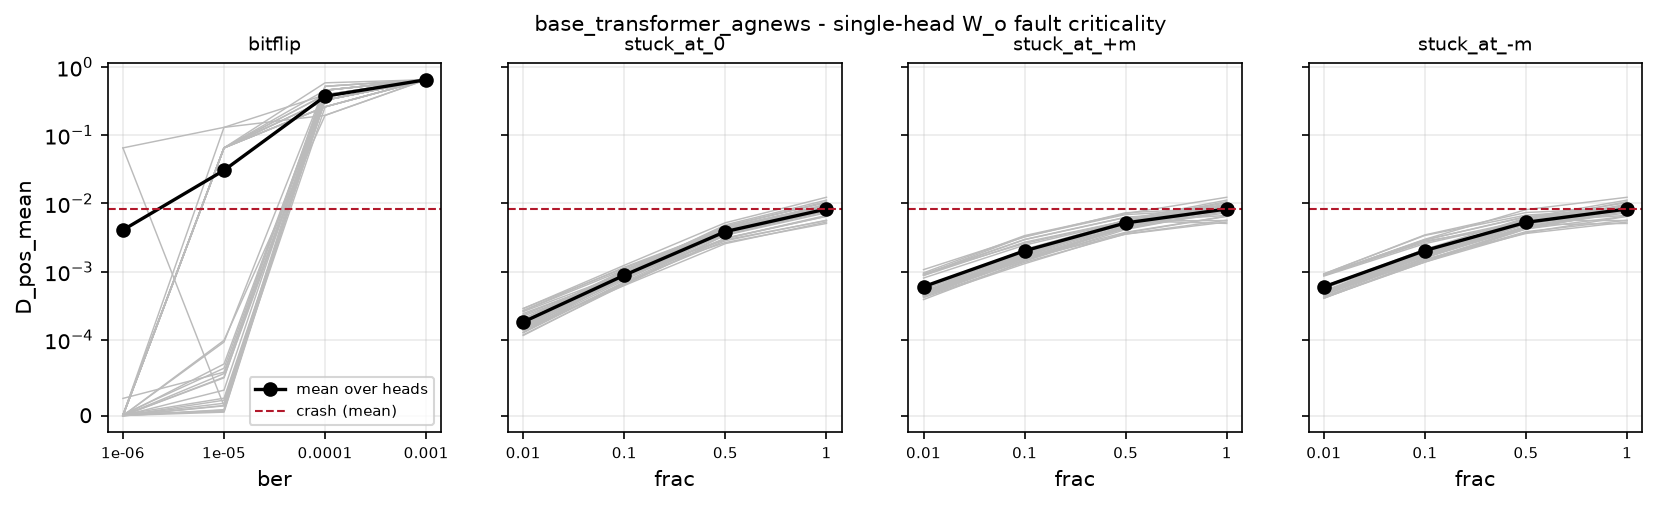 base_transformer_agnews - single-head W_o fault criticality
bitflip
stuck_at_0
stuck_at_+m
stuck_at_-m
D_pos_mean
10⁰
10⁻¹
10⁻²
10⁻³
10⁻⁴
0
mean over heads
crash (mean)
1e-06 1e-05 0.0001 0.001
ber
0.01 0.1 0.5 1
frac
0.01 0.1 0.5 1
frac
0.01 0.1 0.5 1
frac